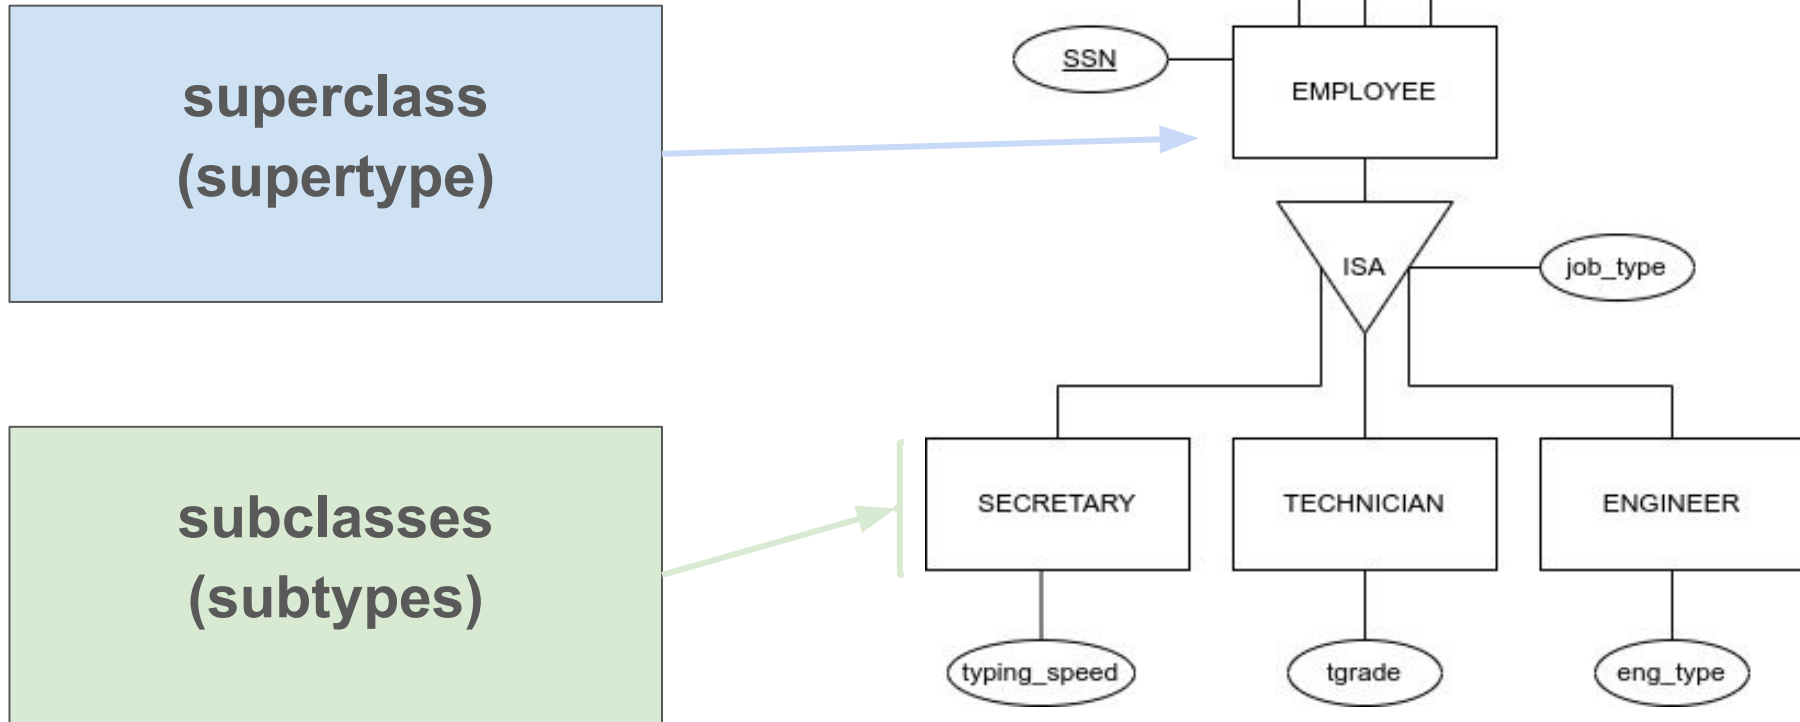 superclass
(supertype)
SSN
EMPLOYEE
ISA
job_type
subclasses
(subtypes)
SECRETARY
TECHNICIAN
ENGINEER
typing_speed
tgrade
eng_type